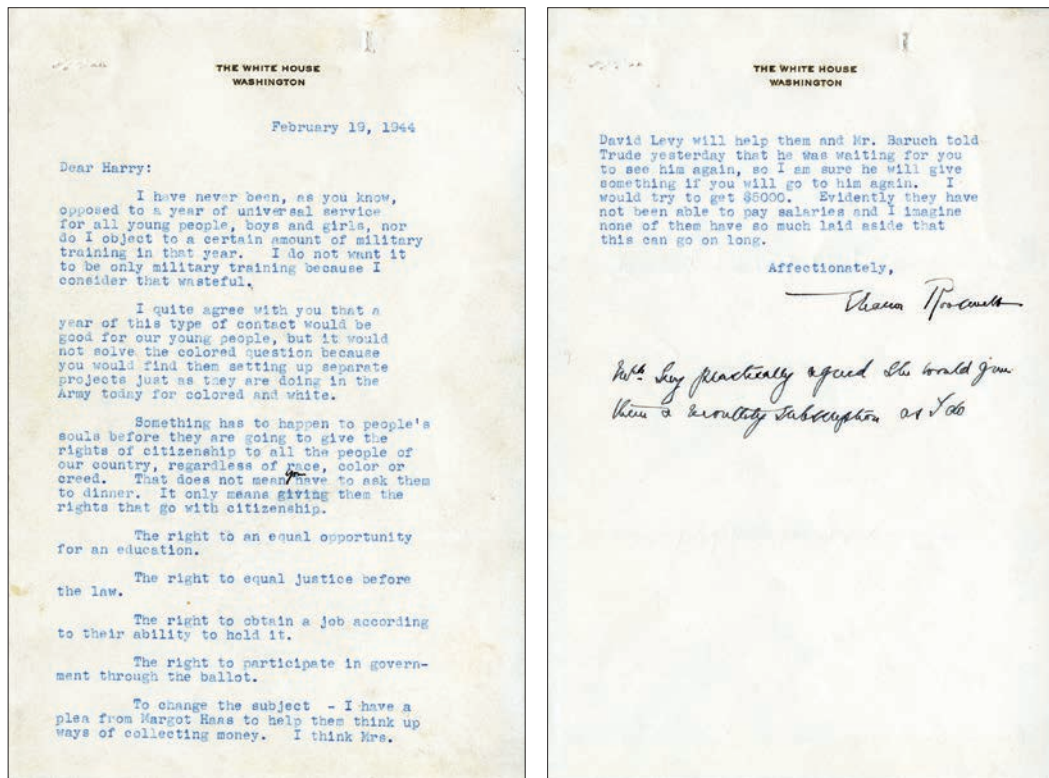 THE WHITE HOUSE
WASHINGTON
February 19, 1944
Dear Harry:
I have never been, as you know,
opposed to a year of universal service
for all young people, boys and girls, nor
do I object to a certain amount of military
training in that year. I do not want it
to be only military training because I
consider that wasteful.
I quite agree with you that a
year of this type of contact would be
good for our young people, but it would
not solve the colored question because
you would find them setting up separate
projects just as they are doing in the
Army today for colored and white.
Something has to happen to people's
souls before they are going to give the
rights of citizenship to all the people of
our country, regardless of race, color or
creed. That does not mean you have to ask them
to dinner. It only means giving them the
rights that go with citizenship.
The right to an equal opportunity
for an education.
The right to equal justice before
the law.
The right to obtain a job according
to their ability to hold it.
The right to participate in govern-
ment through the ballot.
To change the subject - I have a
plea from Margot Haas to help them think up
ways of collecting money. I think Mrs.
THE WHITE HOUSE
WASHINGTON
David Levy will help them and Mr. Baruch told
Trude yesterday that he was waiting for you
to see him again, so I am sure he will give
something if you will go to him again. I
would try to get $5000. Evidently they have
not been able to pay salaries and I imagine
none of them have so much laid aside that
this can go on long.
Affectionately,
Eleanor Roosevelt
Mrs. Levy practically agreed she would give
them a monthly subscription as I do